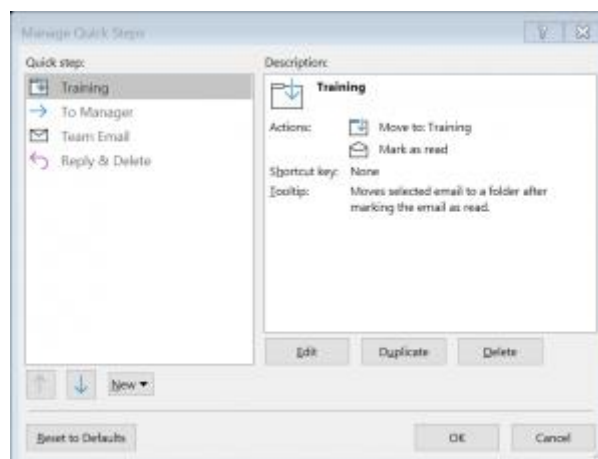 Manage Quick Steps
Quick step:
Training
To Manager
Team Email
Reply & Delete
Description:
Training
Actions:
Move to: Training
Mark as read
Shortcut key: None
Tooltip: Moves selected email to a folder after
marking the email as read.
Edit
Duplicate
Delete
New
Reset to Defaults
OK
Cancel